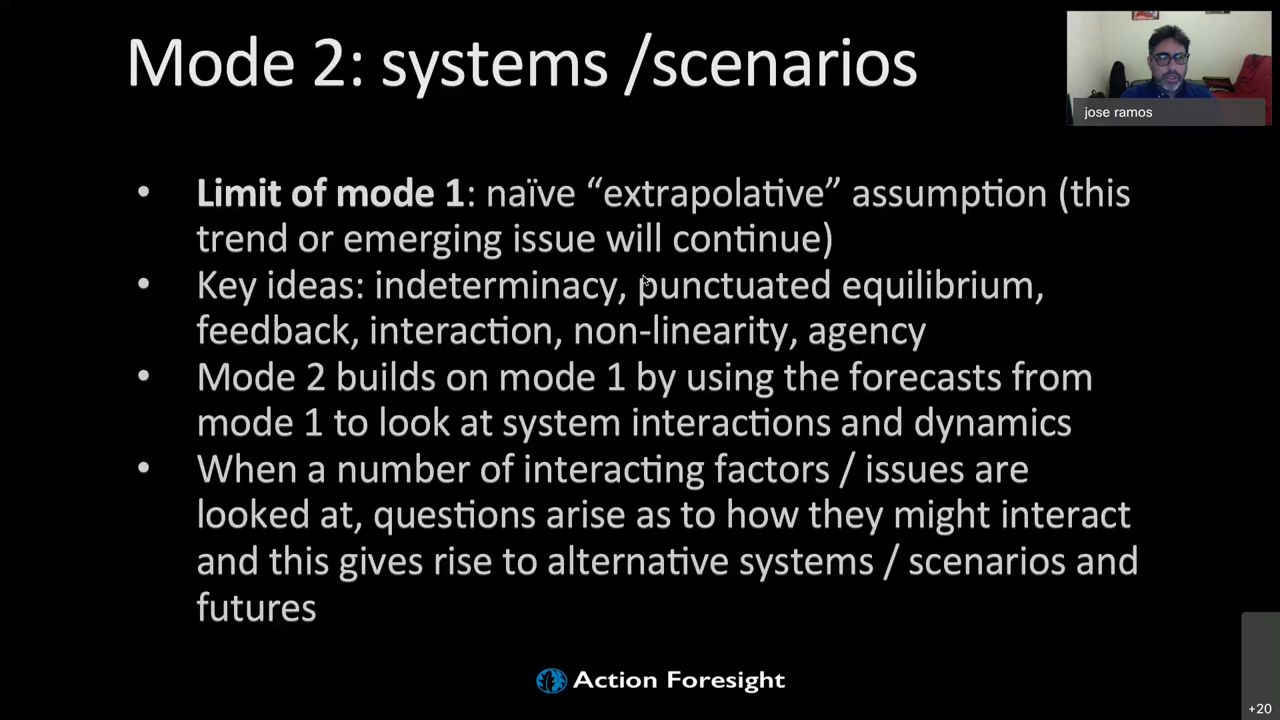 Mode 2: systems /scenarios
jose ramos
• Limit of mode 1: naïve “extrapolative” assumption (this
trend or emerging issue will continue)
• Key ideas: indeterminacy, punctuated equilibrium,
feedback, interaction, non-linearity, agency
• Mode 2 builds on mode 1 by using the forecasts from
mode 1 to look at system interactions and dynamics
• When a number of interacting factors / issues are
looked at, questions arise as to how they might interact
and this gives rise to alternative systems / scenarios and
futures
Action Foresight
+20